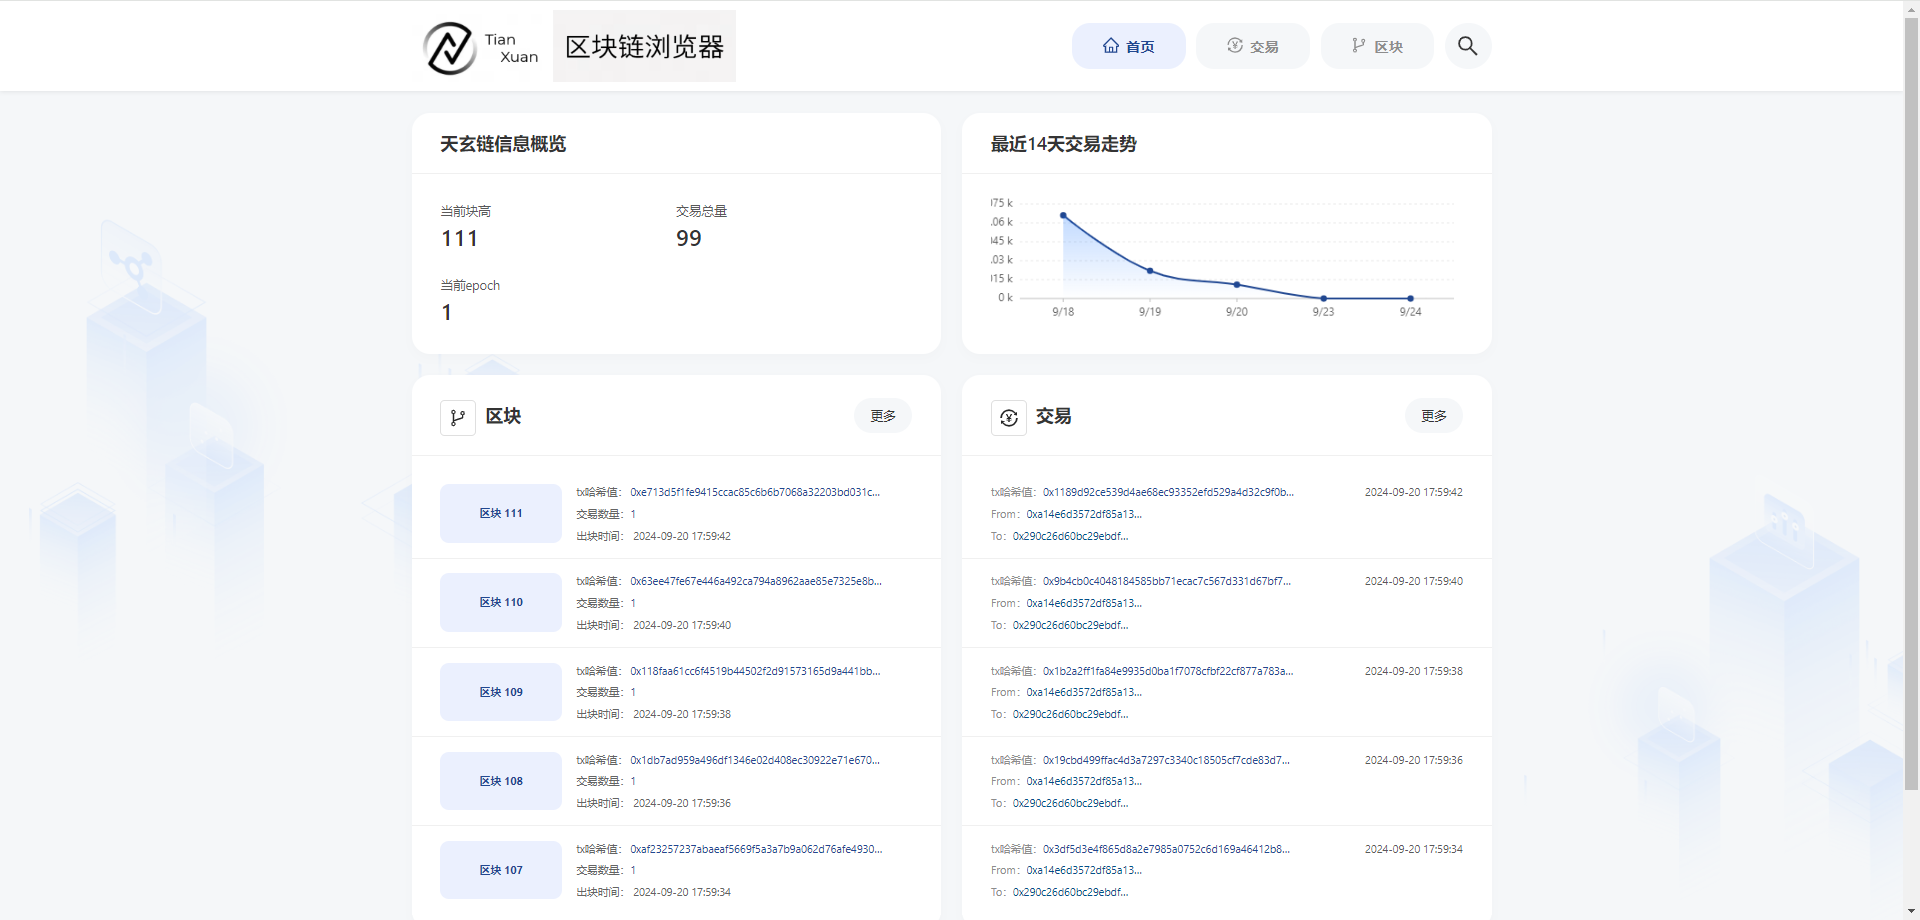 Tian
Xuan
区块链浏览器
首页
交易
区块
天玄链信息概览
当前块高
111
交易总量
99
当前epoch
1
最近14天交易走势
075 k
.06 k
045 k
.03 k
015 k
0 k
9/18
9/19
9/20
9/23
9/24
区块
更多
区块 111
tx哈希值： 0xe713d5f1fe9415ccac85c6b6b7068a32203bd031c...
交易数量： 1
出块时间： 2024-09-20 17:59:42
区块 110
tx哈希值： 0x63ee47fe67e446a492ca794a8962aae85e7325e8b...
交易数量： 1
出块时间： 2024-09-20 17:59:40
区块 109
tx哈希值： 0x118faa61cc6f4519b44502f2d91573165d9a441bb...
交易数量： 1
出块时间： 2024-09-20 17:59:38
区块 108
tx哈希值： 0x1db7ad959a496df1346e02d408ec30922e71e670...
交易数量： 1
出块时间： 2024-09-20 17:59:36
区块 107
tx哈希值： 0xaf23257237abaeaf5669f5a3a7b9a062d76afe4930...
交易数量： 1
出块时间： 2024-09-20 17:59:34
交易
更多
tx哈希值： 0x1189d92ce539d4ae68ec93352efd529a4d32c9f0b... 2024-09-20 17:59:42
From： 0xa14e6d3572df85a13...
To： 0x290c26d60bc29ebdf...
tx哈希值： 0x9b4cb0c4048184585bb71ecac7c567d331d67bf7... 2024-09-20 17:59:40
From： 0xa14e6d3572df85a13...
To： 0x290c26d60bc29ebdf...
tx哈希值： 0x1b2a2ff1fa84e9935d0ba1f7078cfbf22cf877a783a... 2024-09-20 17:59:38
From： 0xa14e6d3572df85a13...
To： 0x290c26d60bc29ebdf...
tx哈希值： 0x19cbd499ffac4d3a7297c3340c18505cf7cde83d7... 2024-09-20 17:59:36
From： 0xa14e6d3572df85a13...
To： 0x290c26d60bc29ebdf...
tx哈希值： 0x3df5d3e4f865d8a2e7985a0752c6d169a46412b8... 2024-09-20 17:59:34
From： 0xa14e6d3572df85a13...
To： 0x290c26d60bc29ebdf...